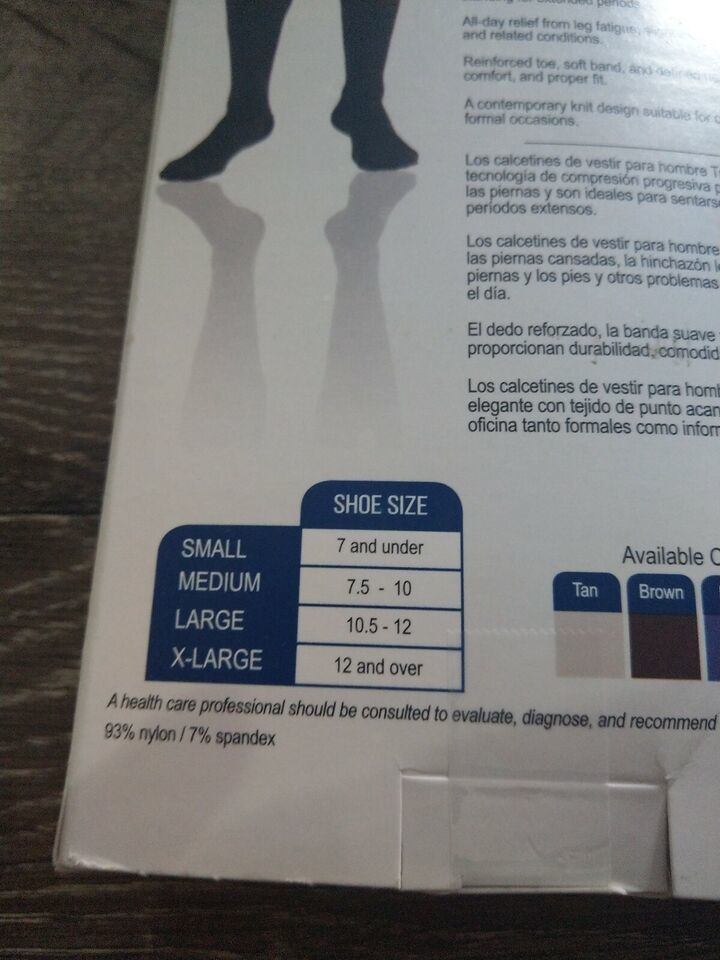 for extended periods.
All-day relief from leg fatigue,
and related conditions.
Reinforced toe, soft band, and
comfort, and proper fit.
A contemporary knit design suitable for
formal occasions.
Los calcetines de vestir para hombre
tecnología de compresión progresiva
las piernas y son ideales para sentarse
períodos extensos.
Los calcetines de vestir para hombre
las piernas cansadas, la hinchazón
piernas y los pies y otros problemas
el día.
El dedo reforzado, la banda suave
proporcionan durabilidad,
Los calcetines de vestir para
elegante con tejido de punto
oficina tanto formales como
SHOE SIZE
SMALL 7 and under
MEDIUM 7.5 - 10
LARGE 10.5 - 12
X-LARGE 12 and over
Available
Tan Brown
A health care professional should be consulted to evaluate, diagnose, and recommend
93% nylon / 7% spandex